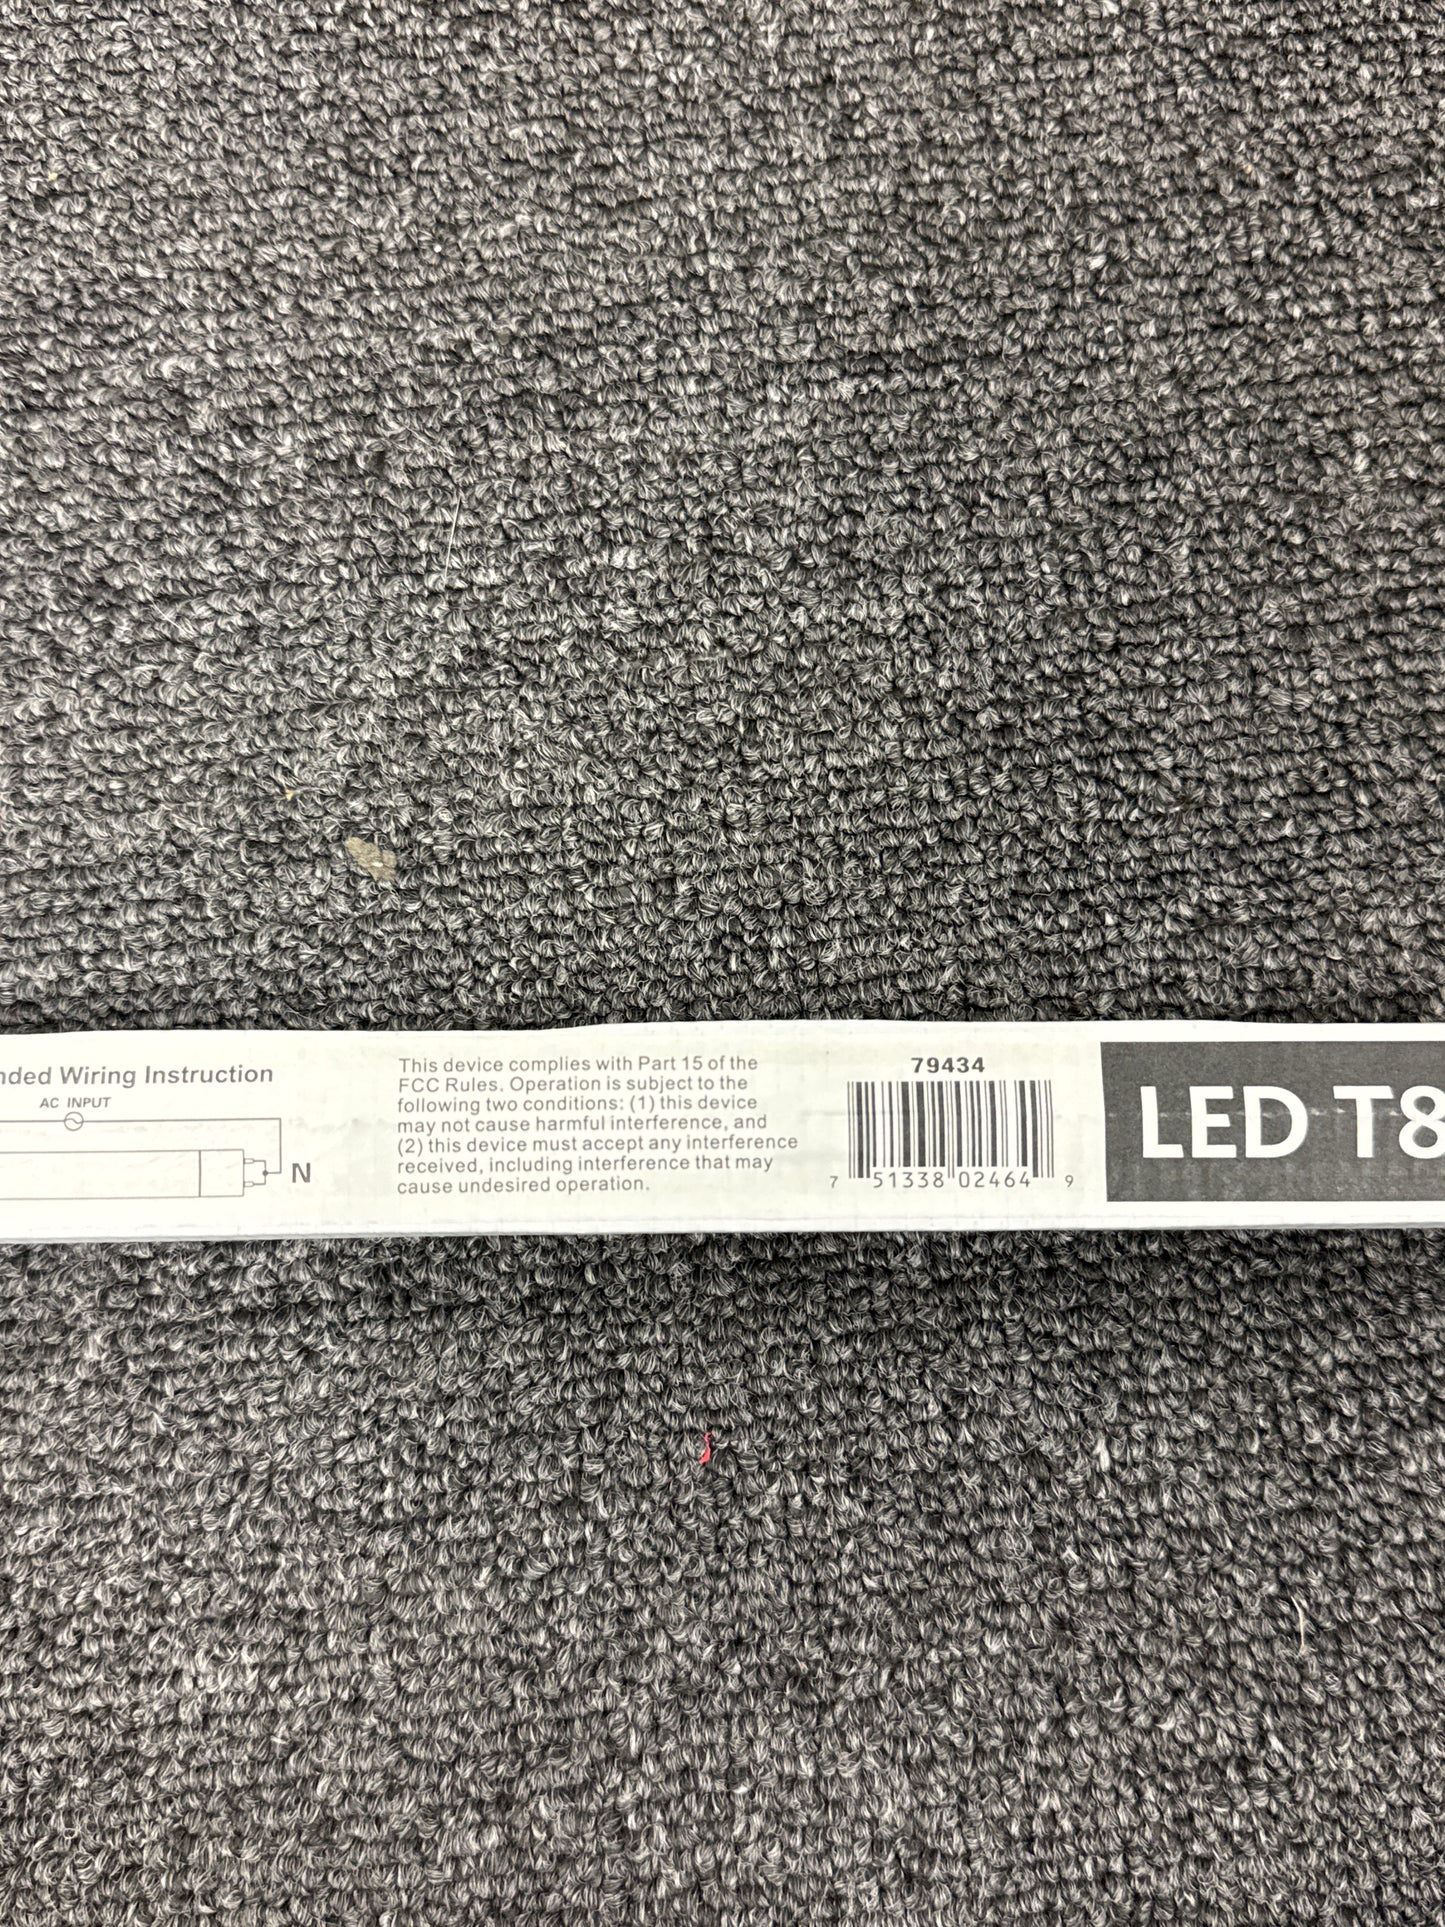 nded Wiring Instruction
AC INPUT
N
This device complies with Part 15 of the
FCC Rules. Operation is subject to the
following two conditions: (1) this device
may not cause harmful interference, and
(2) this device must accept any interference
received, including interference that may
cause undesired operation.
79434
7 51338 02464 9
LED T8